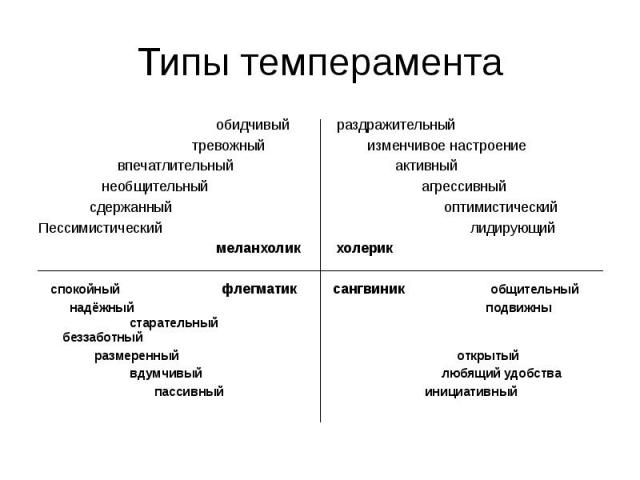 Типы темперамента
обидчивый раздражительный
тревожный изменчивое настроение
впечатлительный активный
необщительный агрессивный
сдержанный оптимистический
Пессимистический лидирующий
меланхолик холерик
спокойный флегматик сангвиник общительный
надёжный подвижны
старательный
беззаботный
размеренный открытый
вдумчивый любящий удобства
пассивный инициативный